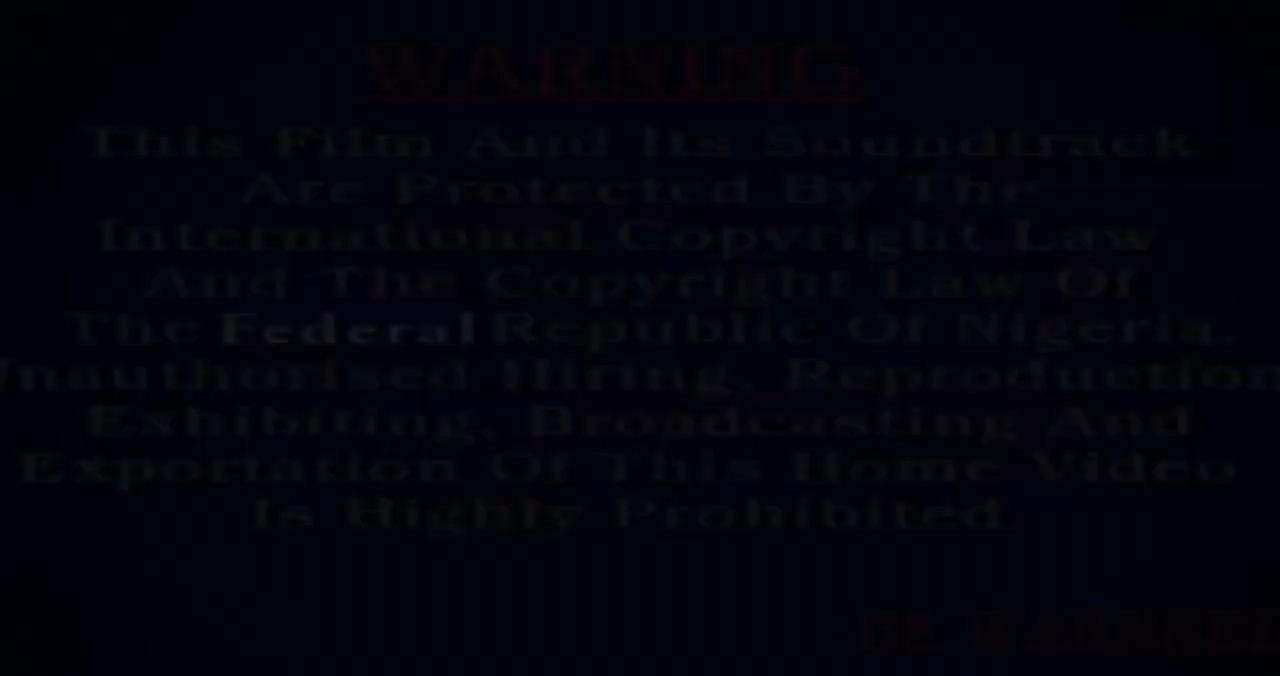 WARNING
This Film And Its Soundtrack
Are Protected By The
International Copyright Law
And The Copyright Law Of
The Federal Republic Of Nigeria.
Unauthorised Hiring, Reproduction
Exhibiting, Broadcasting And
Exportation Of This Home Video
Is Highly Prohibited.
BE